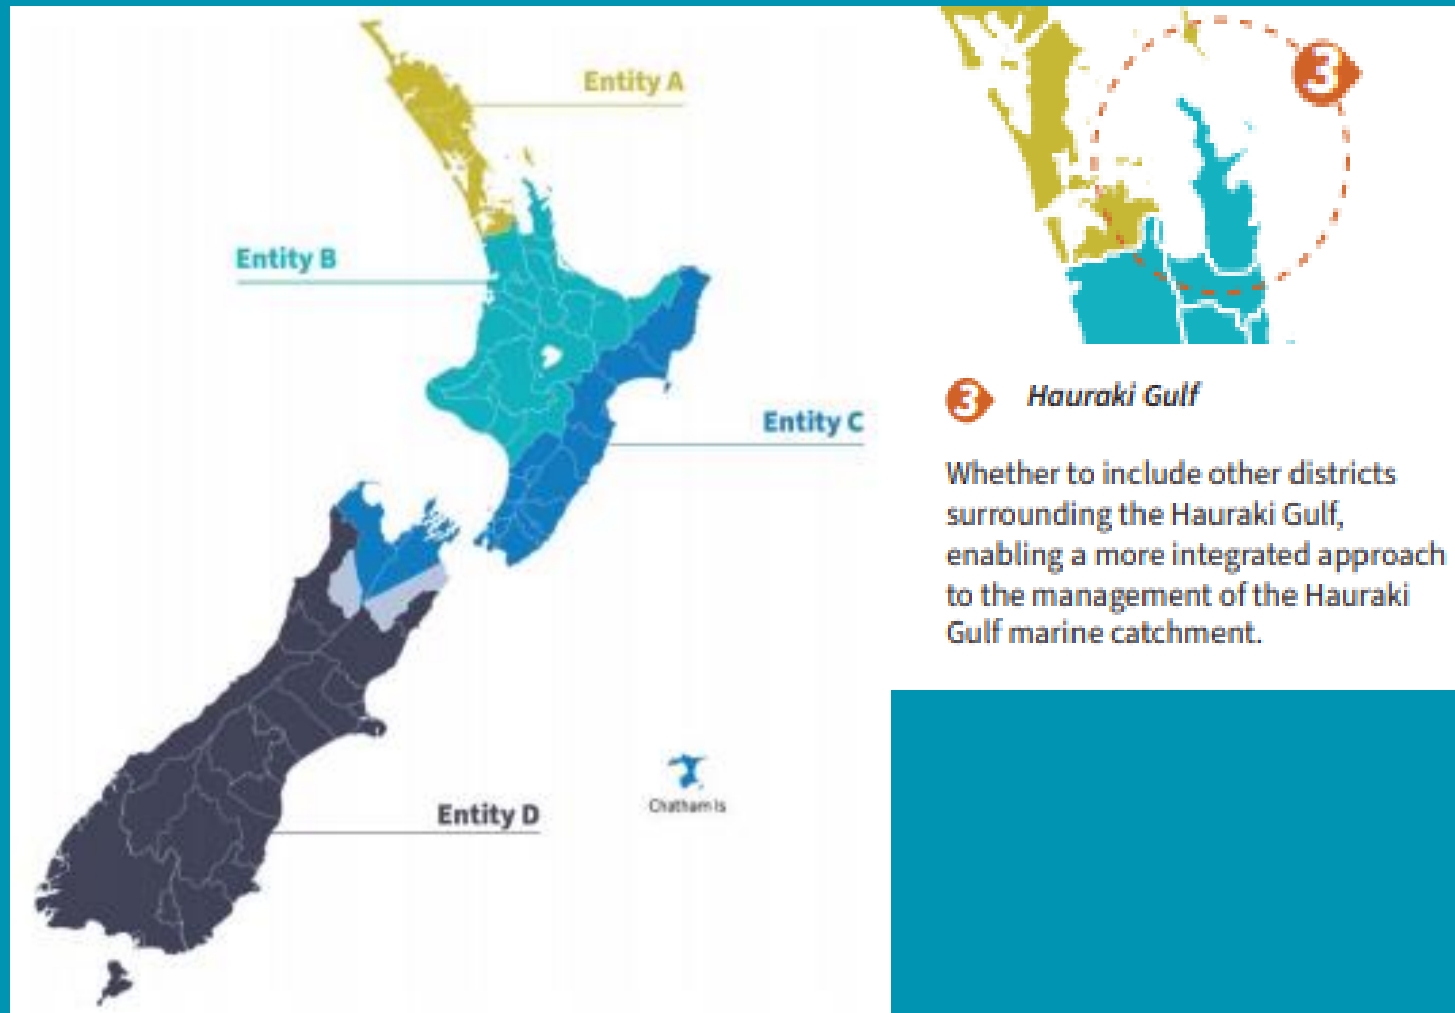 Entity A
Entity B
Entity C
Entity D
Chatham Is
3
3 Hauraki Gulf
Whether to include other districts
surrounding the Hauraki Gulf,
enabling a more integrated approach
to the management of the Hauraki
Gulf marine catchment.